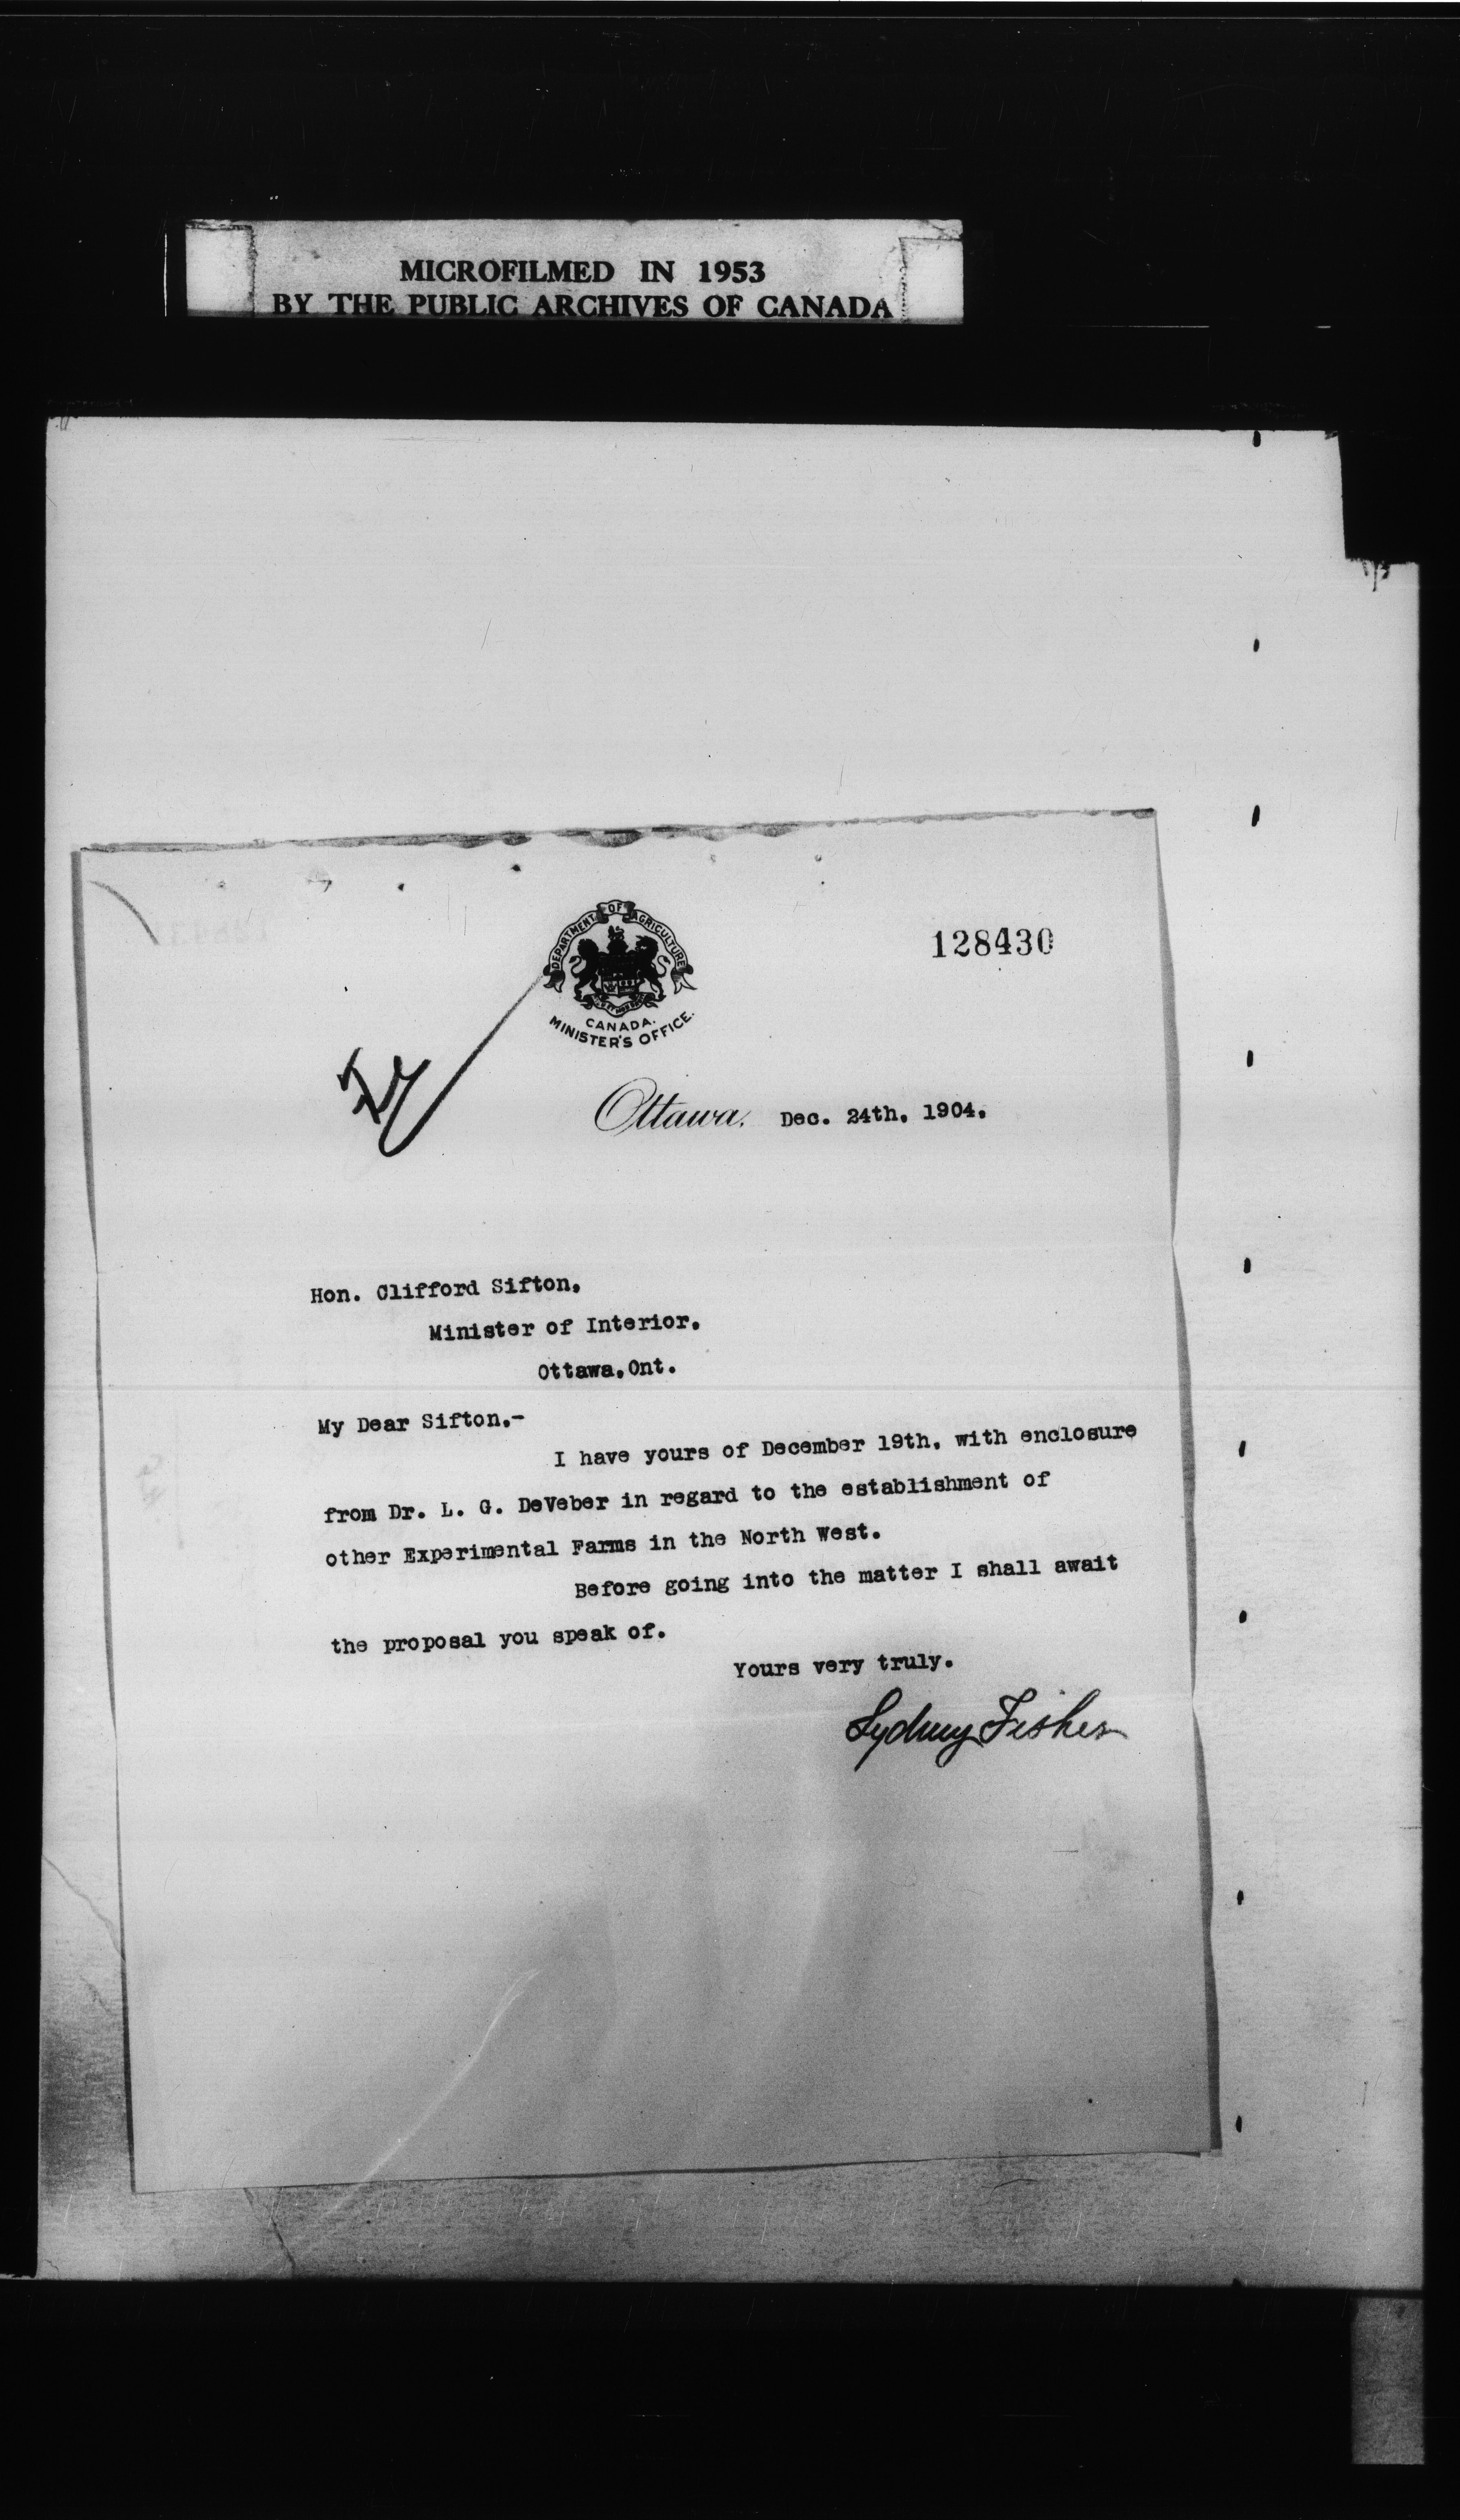 MICROFILMED IN 1953
BY THE PUBLIC ARCHIVES OF CANADA
DEPARTMENT OF AGRICULTURE
128430
CANADA.
MINISTER'S OFFICE.
Ottawa, Dec. 24th, 1904.
Hon. Clifford Sifton,
Minister of Interior,
Ottawa,Ont.
My Dear Sifton,-
I have yours of December 19th, with enclosure
from Dr. L. G. DeVeber in regard to the establishment of
other Experimental Farms in the North West.
Before going into the matter I shall await
the proposal you speak of.
Yours very truly.
Sydney Fisher